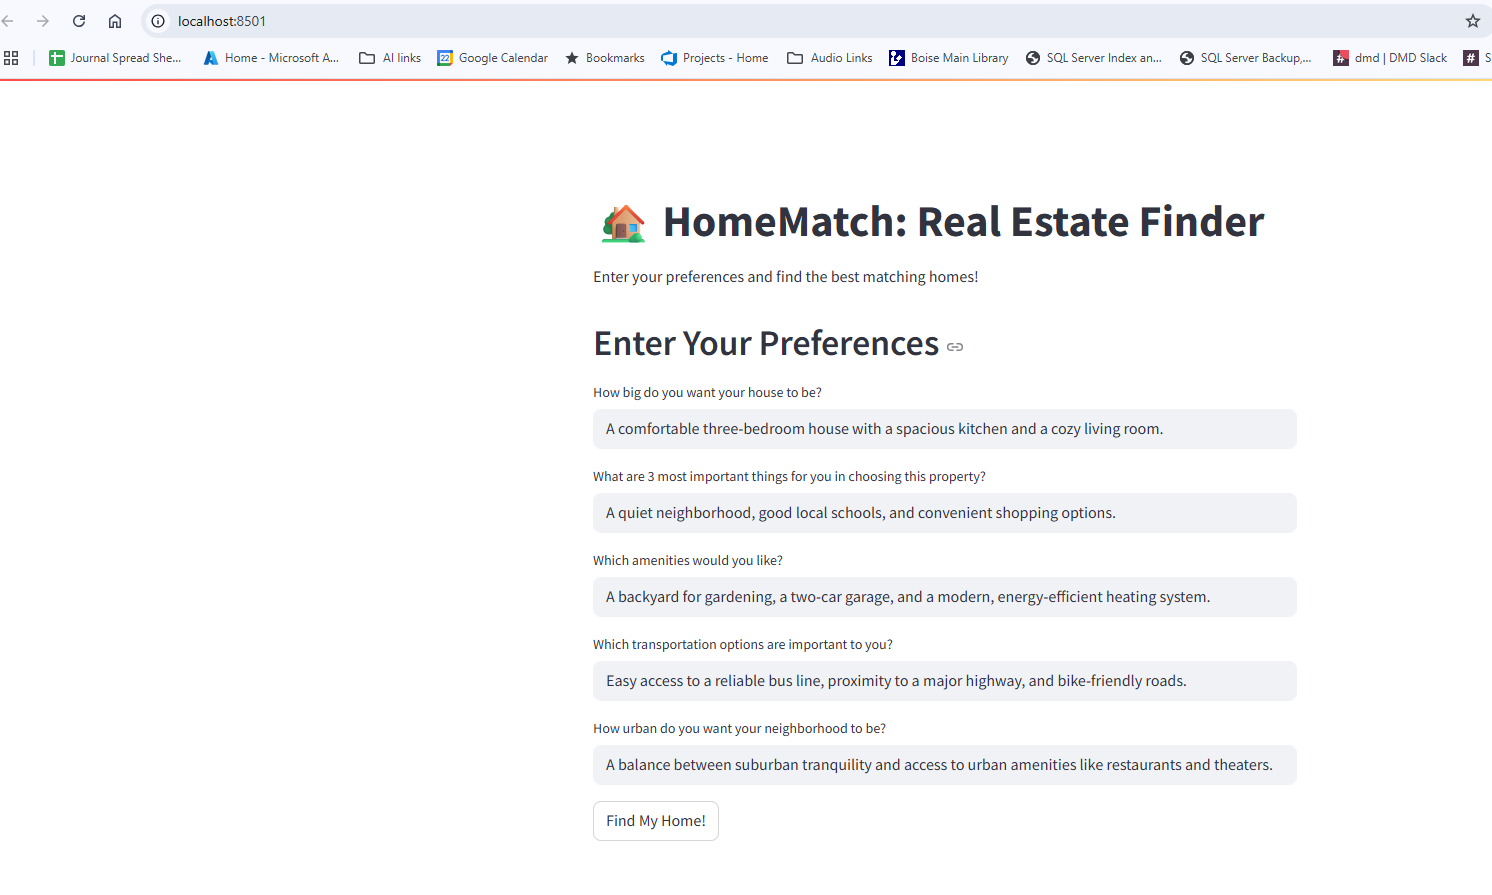 localhost:8501
Journal Spread She... Home - Microsoft A... AI links 22 Google Calendar Bookmarks Projects - Home Audio Links Boise Main Library SQL Server Index an... SQL Server Backup,... dmd | DMD Slack # S
HomeMatch: Real Estate Finder
Enter your preferences and find the best matching homes!
Enter Your Preferences
How big do you want your house to be?
A comfortable three-bedroom house with a spacious kitchen and a cozy living room.
What are 3 most important things for you in choosing this property?
A quiet neighborhood, good local schools, and convenient shopping options.
Which amenities would you like?
A backyard for gardening, a two-car garage, and a modern, energy-efficient heating system.
Which transportation options are important to you?
Easy access to a reliable bus line, proximity to a major highway, and bike-friendly roads.
How urban do you want your neighborhood to be?
A balance between suburban tranquility and access to urban amenities like restaurants and theaters.
Find My Home!